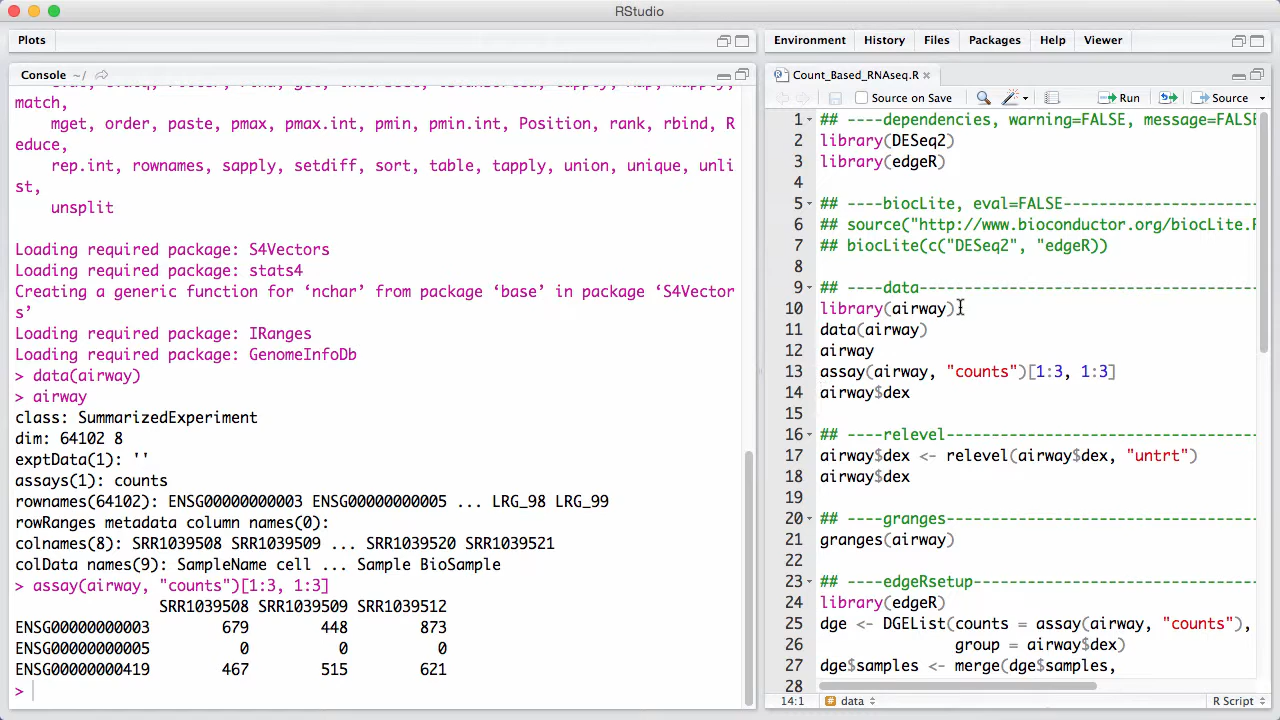 RStudio
Plots
Console ~/
match,
    mget, order, paste, pmax, pmax.int, pmin, pmin.int, Position, rank, rbind, R
educe,
    rep.int, rownames, sapply, setdiff, sort, table, tapply, union, unique, unli
st,
    unsplit
Loading required package: S4Vectors
Loading required package: stats4
Creating a generic function for ‘nchar’ from package ‘base’ in package ‘S4Vector
s’
Loading required package: IRanges
Loading required package: GenomeInfoDb
> data(airway)
> airway
class: SummarizedExperiment
dim: 64102 8
exptData(1): ''
assays(1): counts
rownames(64102): ENSG00000000003 ENSG00000000005 ... LRG_98 LRG_99
rowRanges metadata column names(0):
colnames(8): SRR1039508 SRR1039509 ... SRR1039520 SRR1039521
colData names(9): SampleName cell ... Sample BioSample
> assay(airway, "counts")[1:3, 1:3]
                SRR1039508 SRR1039509 SRR1039512
ENSG00000000003        679        448        873
ENSG00000000005          0          0          0
ENSG00000000419        467        515        621
>
Environment History Files Packages Help Viewer
Count_Based_RNAseq.R
Source on Save Run Source
1 ## ----dependencies, warning=FALSE, message=FALSE
2 library(DESeq2)
3 library(edgeR)
4
5 ## ----biocLite, eval=FALSE-----------------------
6 ## source("http://www.bioconductor.org/biocLite.R
7 ## biocLite(c("DESeq2", "edgeR))
8
9 ## ----data--------------------------------------
10 library(airway)
11 data(airway)
12 airway
13 assay(airway, "counts")[1:3, 1:3]
14 airway$dex
15
16 ## ----relevel-----------------------------------
17 airway$dex <- relevel(airway$dex, "untrt")
18 airway$dex
19
20 ## ----granges-----------------------------------
21 granges(airway)
22
23 ## ----edgeRsetup--------------------------------
24 library(edgeR)
25 dge <- DGEList(counts = assay(airway, "counts"),
26                group = airway$dex)
27 dge$samples <- merge(dge$samples,
28
14:1 # data R Script